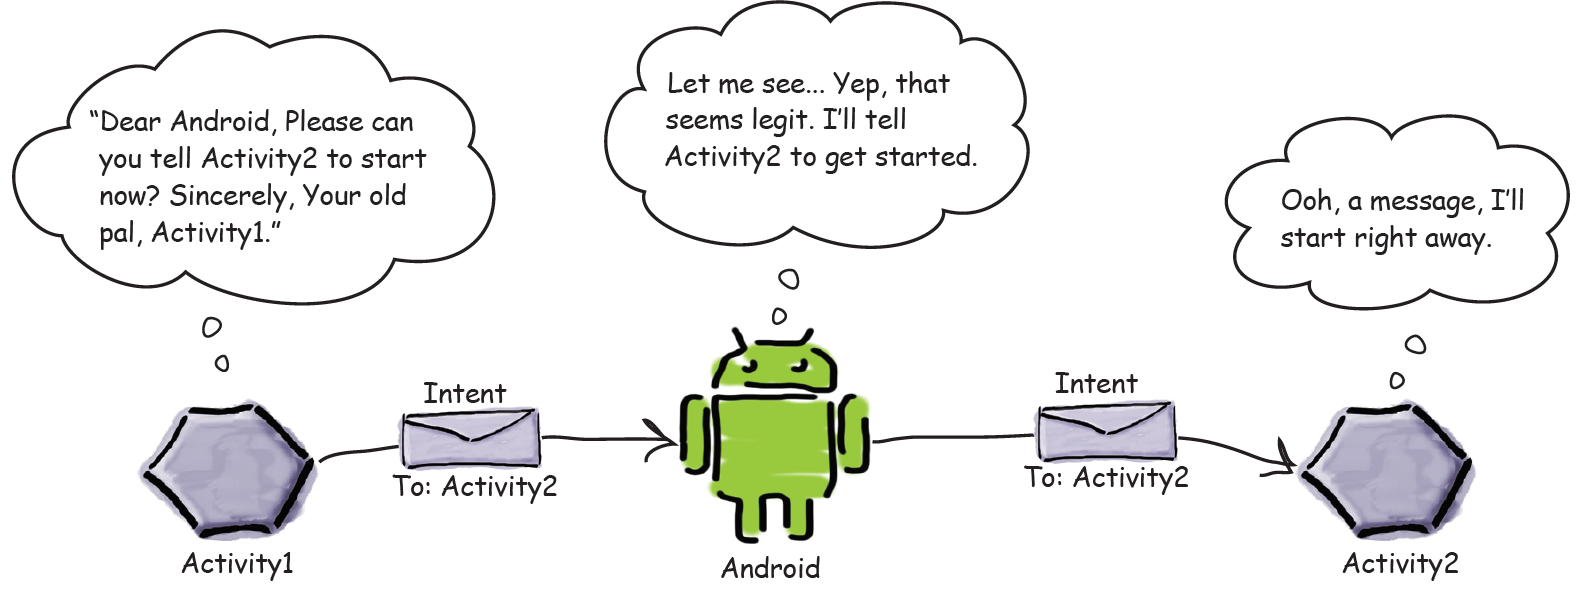 “Dear Android, Please can
you tell Activity2 to start
now? Sincerely, Your old
pal, Activity1.”
Let me see... Yep, that
seems legit. I’ll tell
Activity2 to get started.
Ooh, a message, I’ll
start right away.
Intent
To: Activity2
Intent
To: Activity2
Activity1
Android
Activity2